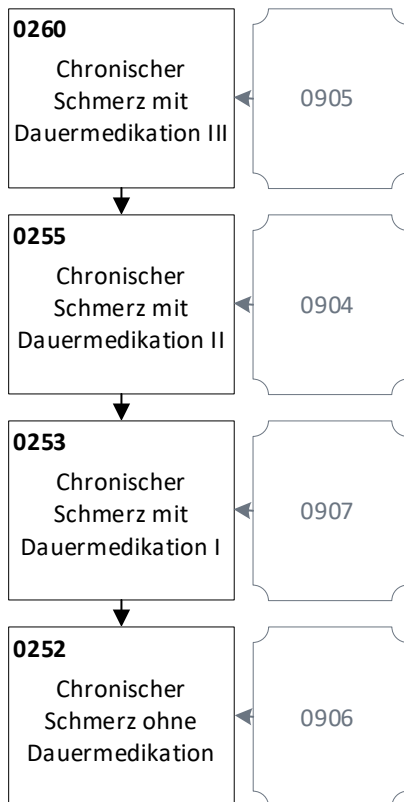 0260
Chronischer
Schmerz mit
Dauermedikation III
0905
0255
Chronischer
Schmerz mit
Dauermedikation II
0904
0253
Chronischer
Schmerz mit
Dauermedikation I
0907
0252
Chronischer
Schmerz ohne
Dauermedikation
0906